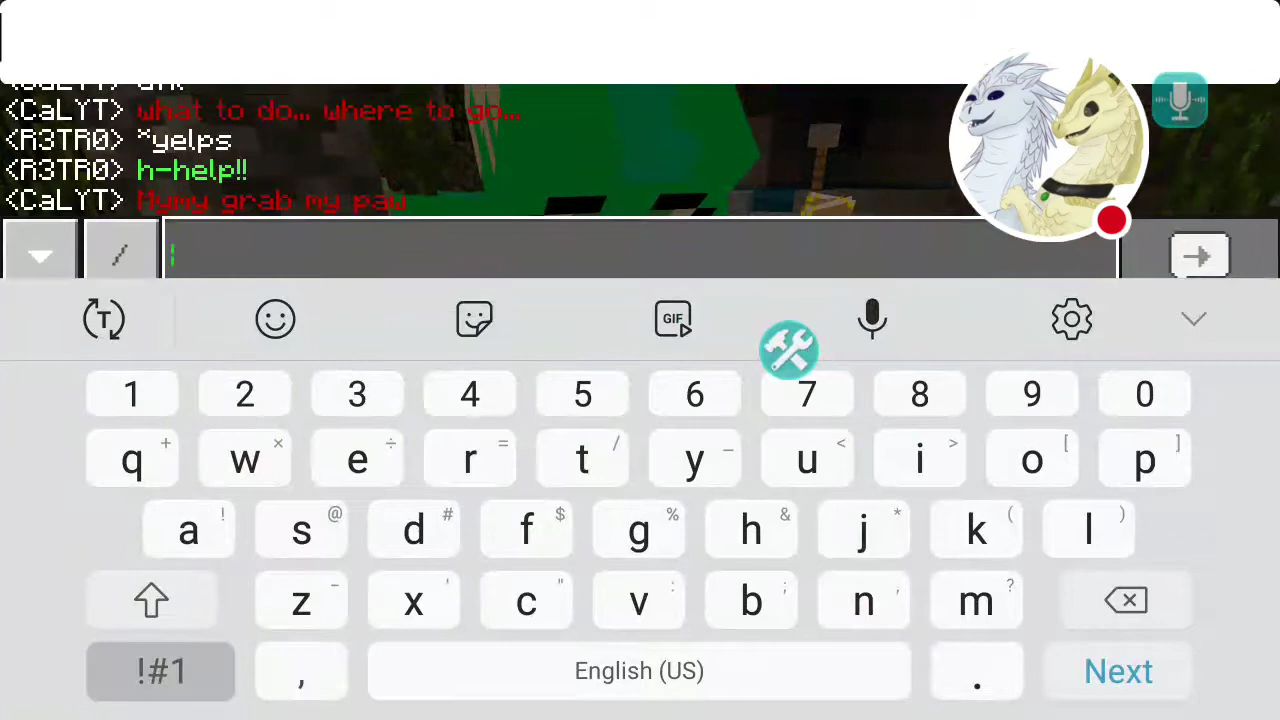 <CaLYT> what to do... where to go...
<R3TR0> *yelps
<R3TR0> h-help!!
<CaLYT> Mymy grab my paw
/
T GIF
1 2 3 4 5 6 7 8 9 0
q + w × e ÷ r = t / y _ u < i > o [ p ]
a ! s @ d # f $ g % h & j * k ( l )
z - x ' c " v : b ; n , m ?
!#1 , English (US) . Next